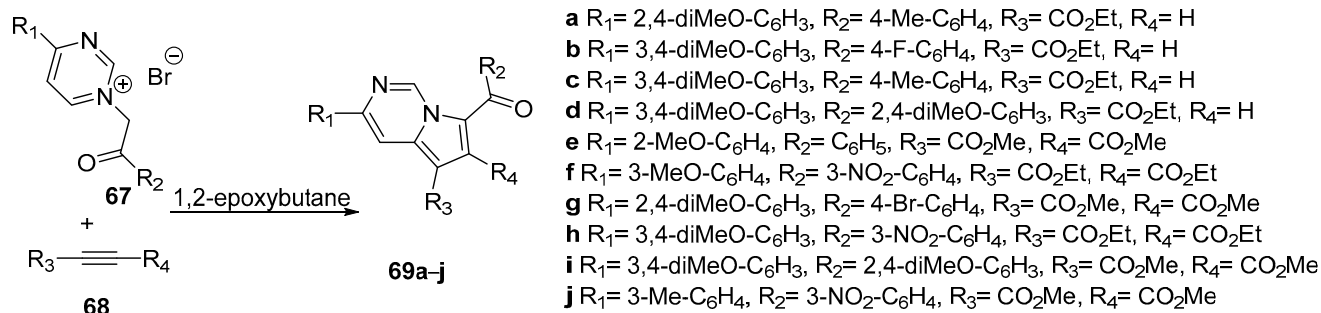 R₁
N
+
N
Br
−
O
R₂
67
+
R₃
R₄
68
1,2-epoxybutane
R₂
N
O
R₁
N
R₄
R₃
69a–j
a R₁= 2,4-diMeO-C₆H₃, R₂= 4-Me-C₆H₄, R₃= CO₂Et, R₄= H
b R₁= 3,4-diMeO-C₆H₃, R₂= 4-F-C₆H₄, R₃= CO₂Et, R₄= H
c R₁= 3,4-diMeO-C₆H₃, R₂= 4-Me-C₆H₄, R₃= CO₂Et, R₄= H
d R₁= 3,4-diMeO-C₆H₃, R₂= 2,4-diMeO-C₆H₃, R₃= CO₂Et, R₄= H
e R₁= 2-MeO-C₆H₄, R₂= C₆H₅, R₃= CO₂Me, R₄= CO₂Me
f R₁= 3-MeO-C₆H₄, R₂= 3-NO₂-C₆H₄, R₃= CO₂Et, R₄= CO₂Et
g R₁= 2,4-diMeO-C₆H₃, R₂= 4-Br-C₆H₄, R₃= CO₂Me, R₄= CO₂Me
h R₁= 3,4-diMeO-C₆H₃, R₂= 3-NO₂-C₆H₄, R₃= CO₂Et, R₄= CO₂Et
i R₁= 3,4-diMeO-C₆H₃, R₂= 2,4-diMeO-C₆H₃, R₃= CO₂Me, R₄= CO₂Me
j R₁= 3-Me-C₆H₄, R₂= 3-NO₂-C₆H₄, R₃= CO₂Me, R₄= CO₂Me